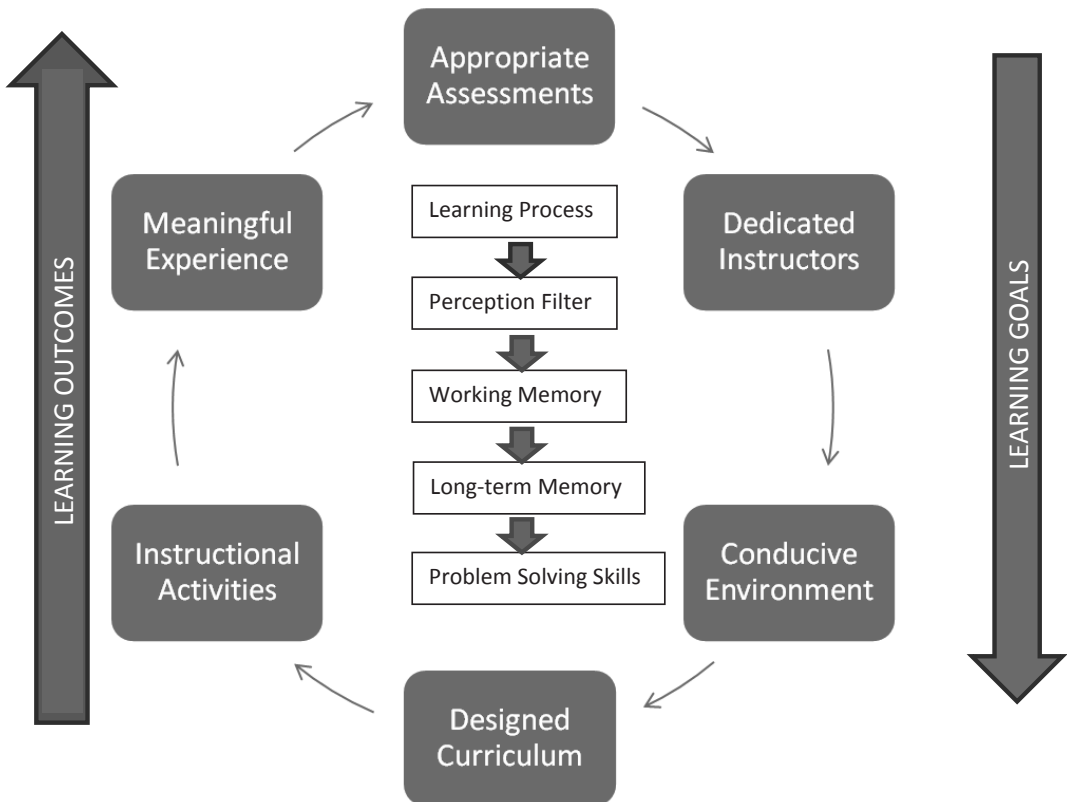 Appropriate
Assessments
Dedicated
Instructors
Conducive
Environment
Designed
Curriculum
Instructional
Activities
Meaningful
Experience
Learning Process
Perception Filter
Working Memory
Long-term Memory
Problem Solving Skills
LEARNING OUTCOMES
LEARNING GOALS